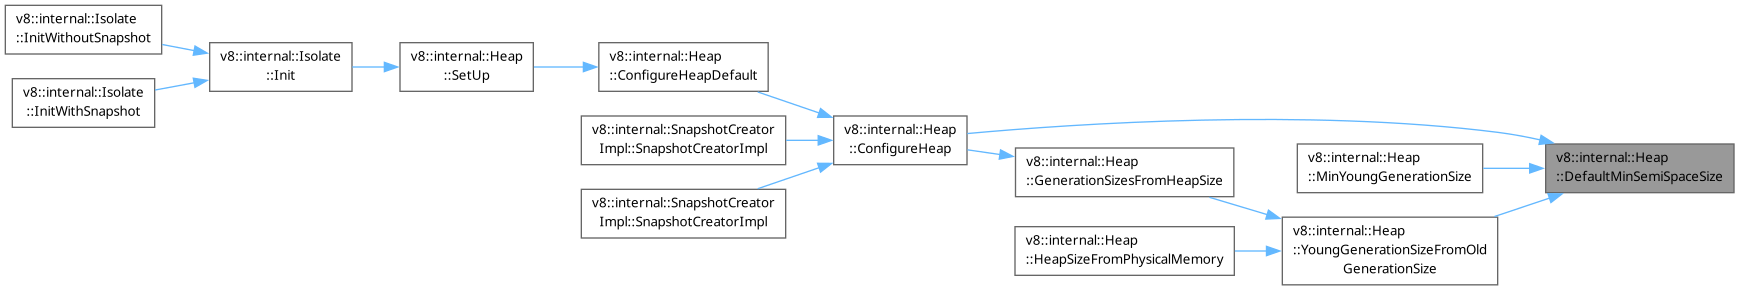 v8::internal::Isolate
::InitWithoutSnapshot
v8::internal::Isolate
::InitWithSnapshot
v8::internal::Isolate
::Init
v8::internal::Heap
::SetUp
v8::internal::Heap
::ConfigureHeapDefault
v8::internal::SnapshotCreator
Impl::SnapshotCreatorImpl
v8::internal::SnapshotCreator
Impl::SnapshotCreatorImpl
v8::internal::Heap
::ConfigureHeap
v8::internal::Heap
::GenerationSizesFromHeapSize
v8::internal::Heap
::HeapSizeFromPhysicalMemory
v8::internal::Heap
::MinYoungGenerationSize
v8::internal::Heap
::YoungGenerationSizeFromOld
GenerationSize
v8::internal::Heap
::DefaultMinSemiSpaceSize